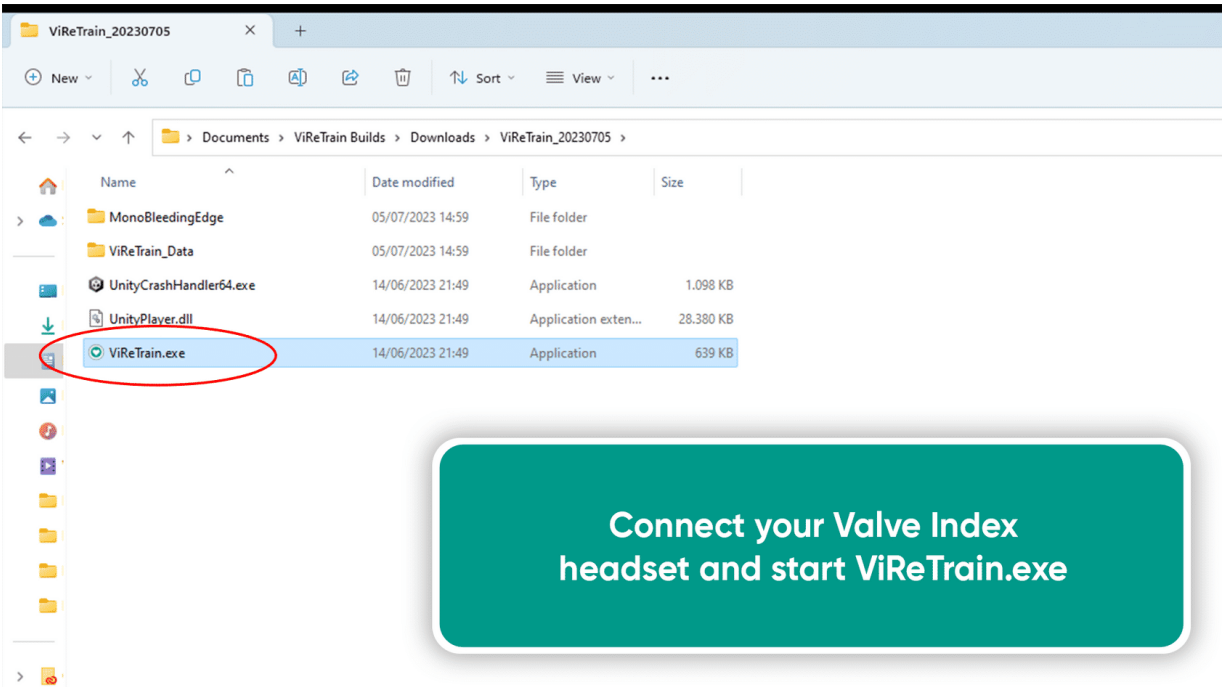 ViReTrain_20230705
New
Sort
View
Documents > ViReTrain Builds > Downloads > ViReTrain_20230705 >
Name Date modified Type Size
MonoBleedingEdge 05/07/2023 14:59 File folder
ViReTrain_Data 05/07/2023 14:59 File folder
UnityCrashHandler64.exe 14/06/2023 21:49 Application 1.098 KB
UnityPlayer.dll 14/06/2023 21:49 Application exten... 28.380 KB
ViReTrain.exe 14/06/2023 21:49 Application 639 KB
Connect your Valve Index
headset and start ViReTrain.exe